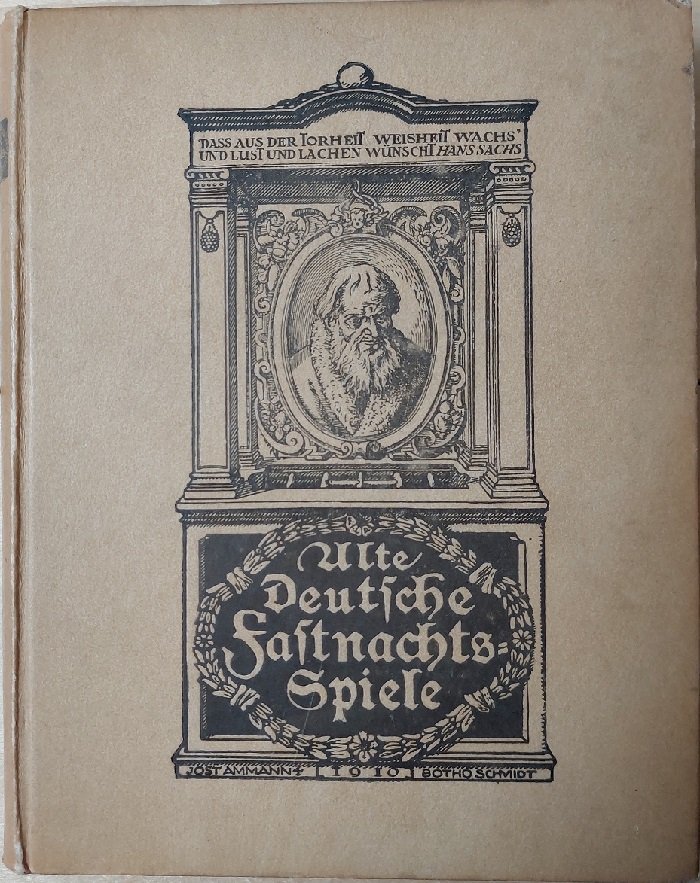 DASS AUS DER TORHEIT WEISHEIT WACHS'
UND LUST UND LACHEN WÜNSCHT HANS SACHS
Alte
Deutſche
Faſtnachts=
Spiele
JOST AMMANN† 1910 BOTHO SCHMIDT